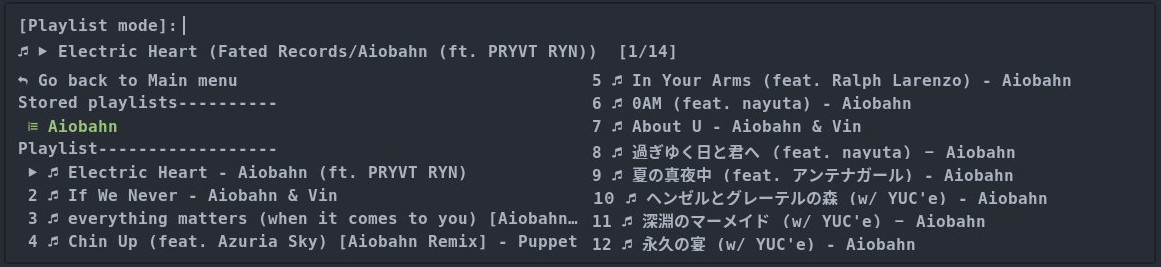 [Playlist mode]:
♫ ▶ Electric Heart (Fated Records/Aiobahn (ft. PRYVT RYN))  [1/14]
Go back to Main menu
Stored playlists----------
Aiobahn
Playlist------------------
▶ ♫ Electric Heart - Aiobahn (ft. PRYVT RYN)
2 ♫ If We Never - Aiobahn & Vin
3 ♫ everything matters (when it comes to you) [Aiobahn…
4 ♫ Chin Up (feat. Azuria Sky) [Aiobahn Remix] - Puppet
5 ♫ In Your Arms (feat. Ralph Larenzo) - Aiobahn
6 ♫ 0AM (feat. nayuta) - Aiobahn
7 ♫ About U - Aiobahn & Vin
8 ♫ 過ぎゆく日と君へ (feat. nayuta) - Aiobahn
9 ♫ 夏の真夜中 (feat. アンテナガール) - Aiobahn
10 ♫ ヘンゼルとグレーテルの森 (w/ YUC'e) - Aiobahn
11 ♫ 深淵のマーメイド (w/ YUC'e) - Aiobahn
12 ♫ 永久の宴 (w/ YUC'e) - Aiobahn